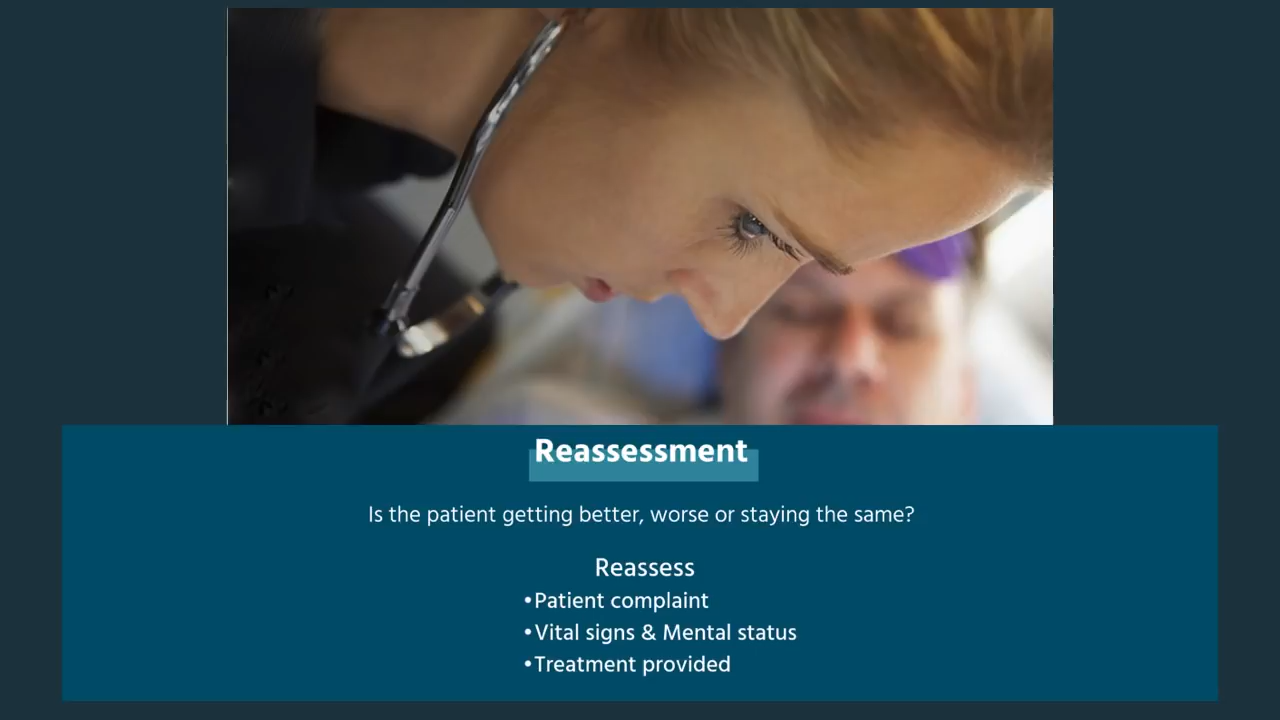 Reassessment
Is the patient getting better, worse or staying the same?
Reassess
•Patient complaint
•Vital signs & Mental status
•Treatment provided